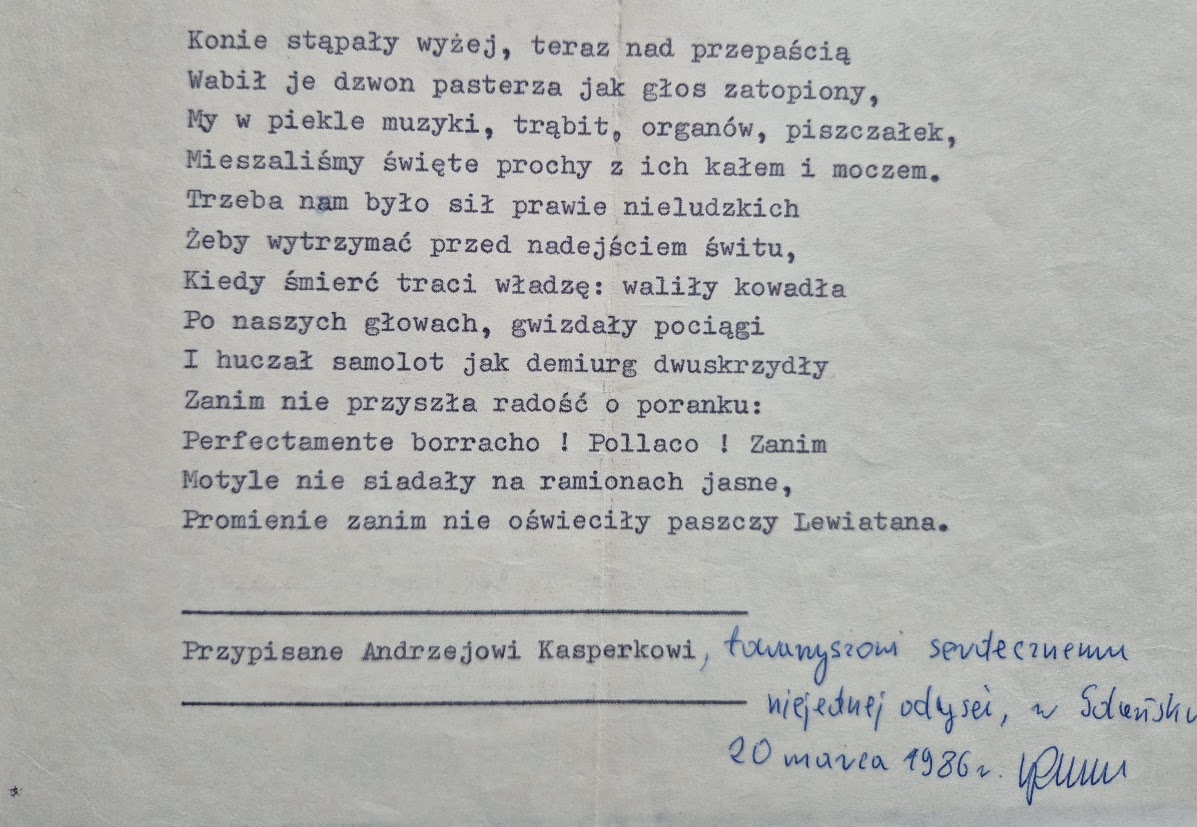 Konie stąpały wyżej, teraz nad przepaścią
Wabił je dzwon pasterza jak głos zatopiony,
My w piekle muzyki, trąbit, organów, piszczałek,
Mieszaliśmy święte prochy z ich kałem i moczem.
Trzeba nam było sił prawie nieludzkich
Żeby wytrzymać przed nadejściem świtu,
Kiedy śmierć traci władzę: waliły kowadła
Po naszych głowach, gwizdały pociągi
I huczał samolot jak demiurg dwuskrzydły
Zanim nie przyszła radość o poranku:
Perfectamente borracho ! Pollaco ! Zanim
Motyle nie siadały na ramionach jasne,
Promienie zanim nie oświeciły paszczy Lewiatana.
Przypisane Andrzejowi Kasperkowi, towarzyszowi serdecznemu
niejednej odysei, w Gdańsku
20 marca 1986 r.